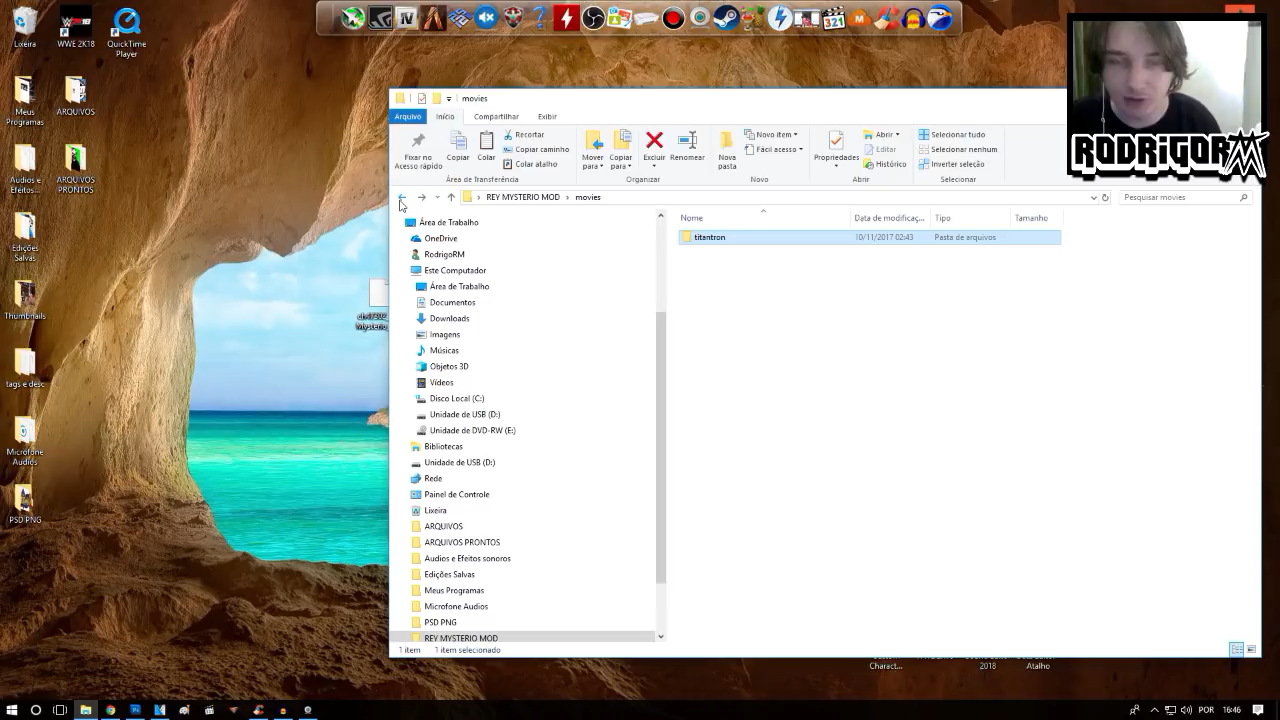 Lixeira
WWE 2K18
QuickTime
Player
Meus
Programas
ARQUIVOS
Audios e
Efeitos...
ARQUIVOS
PRONTOS
Edições
Salvas
Thumbnails
tags e desc
Microfone
Audios
PSD PNG
RODRIGORM
movies
Arquivo
Início
Compartilhar
Exibir
Fixar no
Acesso rápido
Copiar
Colar
Recortar
Copiar caminho
Colar atalho
Área de Transferência
Mover
para
Copiar
para
Excluir
Renomear
Organizar
Nova
pasta
Novo item
Fácil acesso
Novo
Propriedades
Abrir
Editar
Histórico
Abrir
Selecionar tudo
Selecionar nenhum
Inverter seleção
Selecionar
REY MYSTERIO MOD > movies
Pesquisar movies
Área de Trabalho
OneDrive
RodrigoRM
Este Computador
Área de Trabalho
Documentos
Downloads
Imagens
Músicas
Objetos 3D
Vídeos
Disco Local (C:)
Unidade de USB (D:)
Unidade de DVD-RW (E:)
Bibliotecas
Unidade de USB (D:)
Rede
Painel de Controle
Lixeira
ARQUIVOS
ARQUIVOS PRONTOS
Audios e Efeitos sonoros
Edições Salvas
Meus Programas
Microfone Audios
PSD PNG
REY MYSTERIO MOD
Nome
Data de modificaç...
Tipo
Tamanho
titantron
10/11/2017 02:43
Pasta de arquivos
1 item
1 item selecionado
Charact...
2018
Atalho
POR
16:46